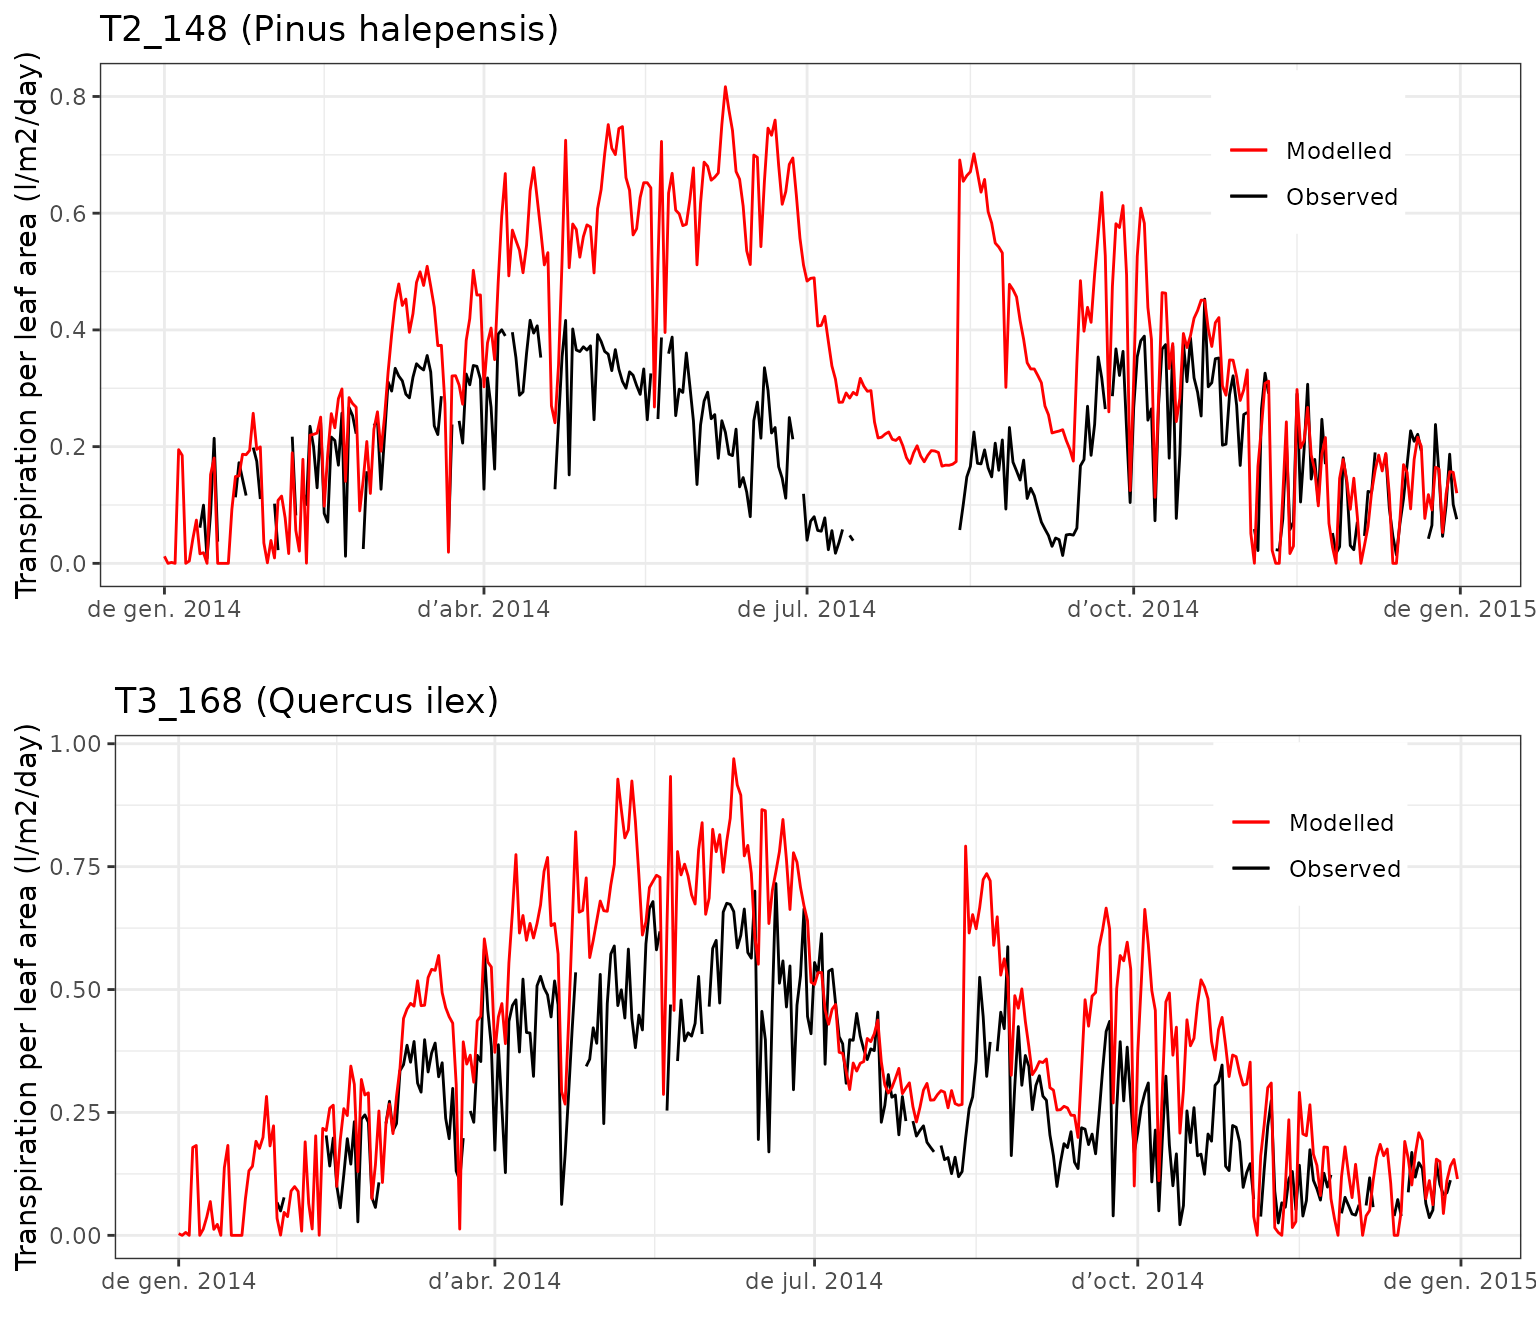 T2_148 (Pinus halepensis)
Transpiration per leaf area (l/m2/day)
0.8
0.6
0.4
0.2
0.0
Modelled
Observed
de gen. 2014
d’abr. 2014
de jul. 2014
d’oct. 2014
de gen. 2015
T3_168 (Quercus ilex)
Transpiration per leaf area (l/m2/day)
1.00
0.75
0.50
0.25
0.00
Modelled
Observed
de gen. 2014
d’abr. 2014
de jul. 2014
d’oct. 2014
de gen. 2015